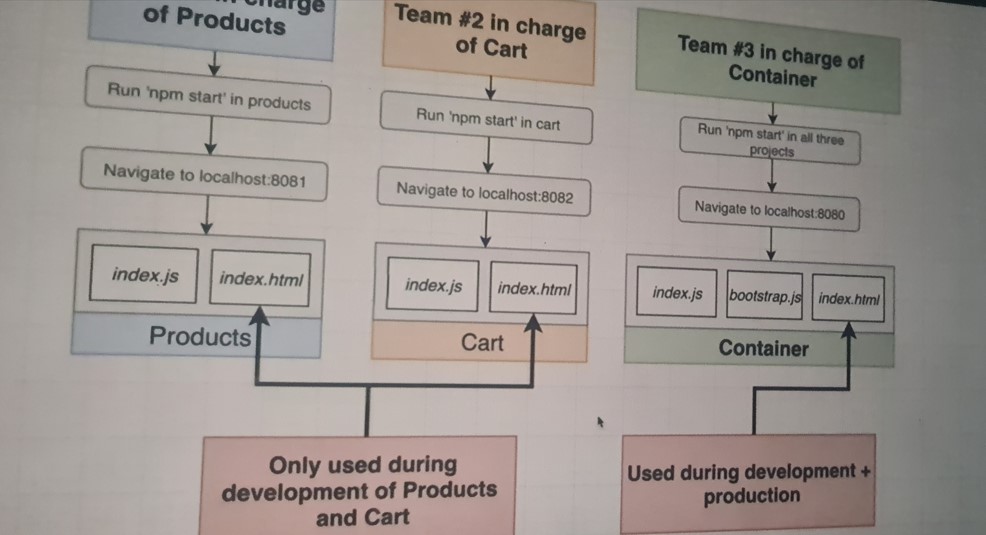 charge
of Products
Team #2 in charge
of Cart
Team #3 in charge of
Container
Run 'npm start' in products
Run 'npm start' in cart
Run 'npm start' in all three
projects
Navigate to localhost:8081
Navigate to localhost:8082
Navigate to localhost:8080
index.js
index.html
index.js
index.html
index.js
bootstrap.js
index.html
Products
Cart
Container
Only used during
development of Products
and Cart
Used during development +
production